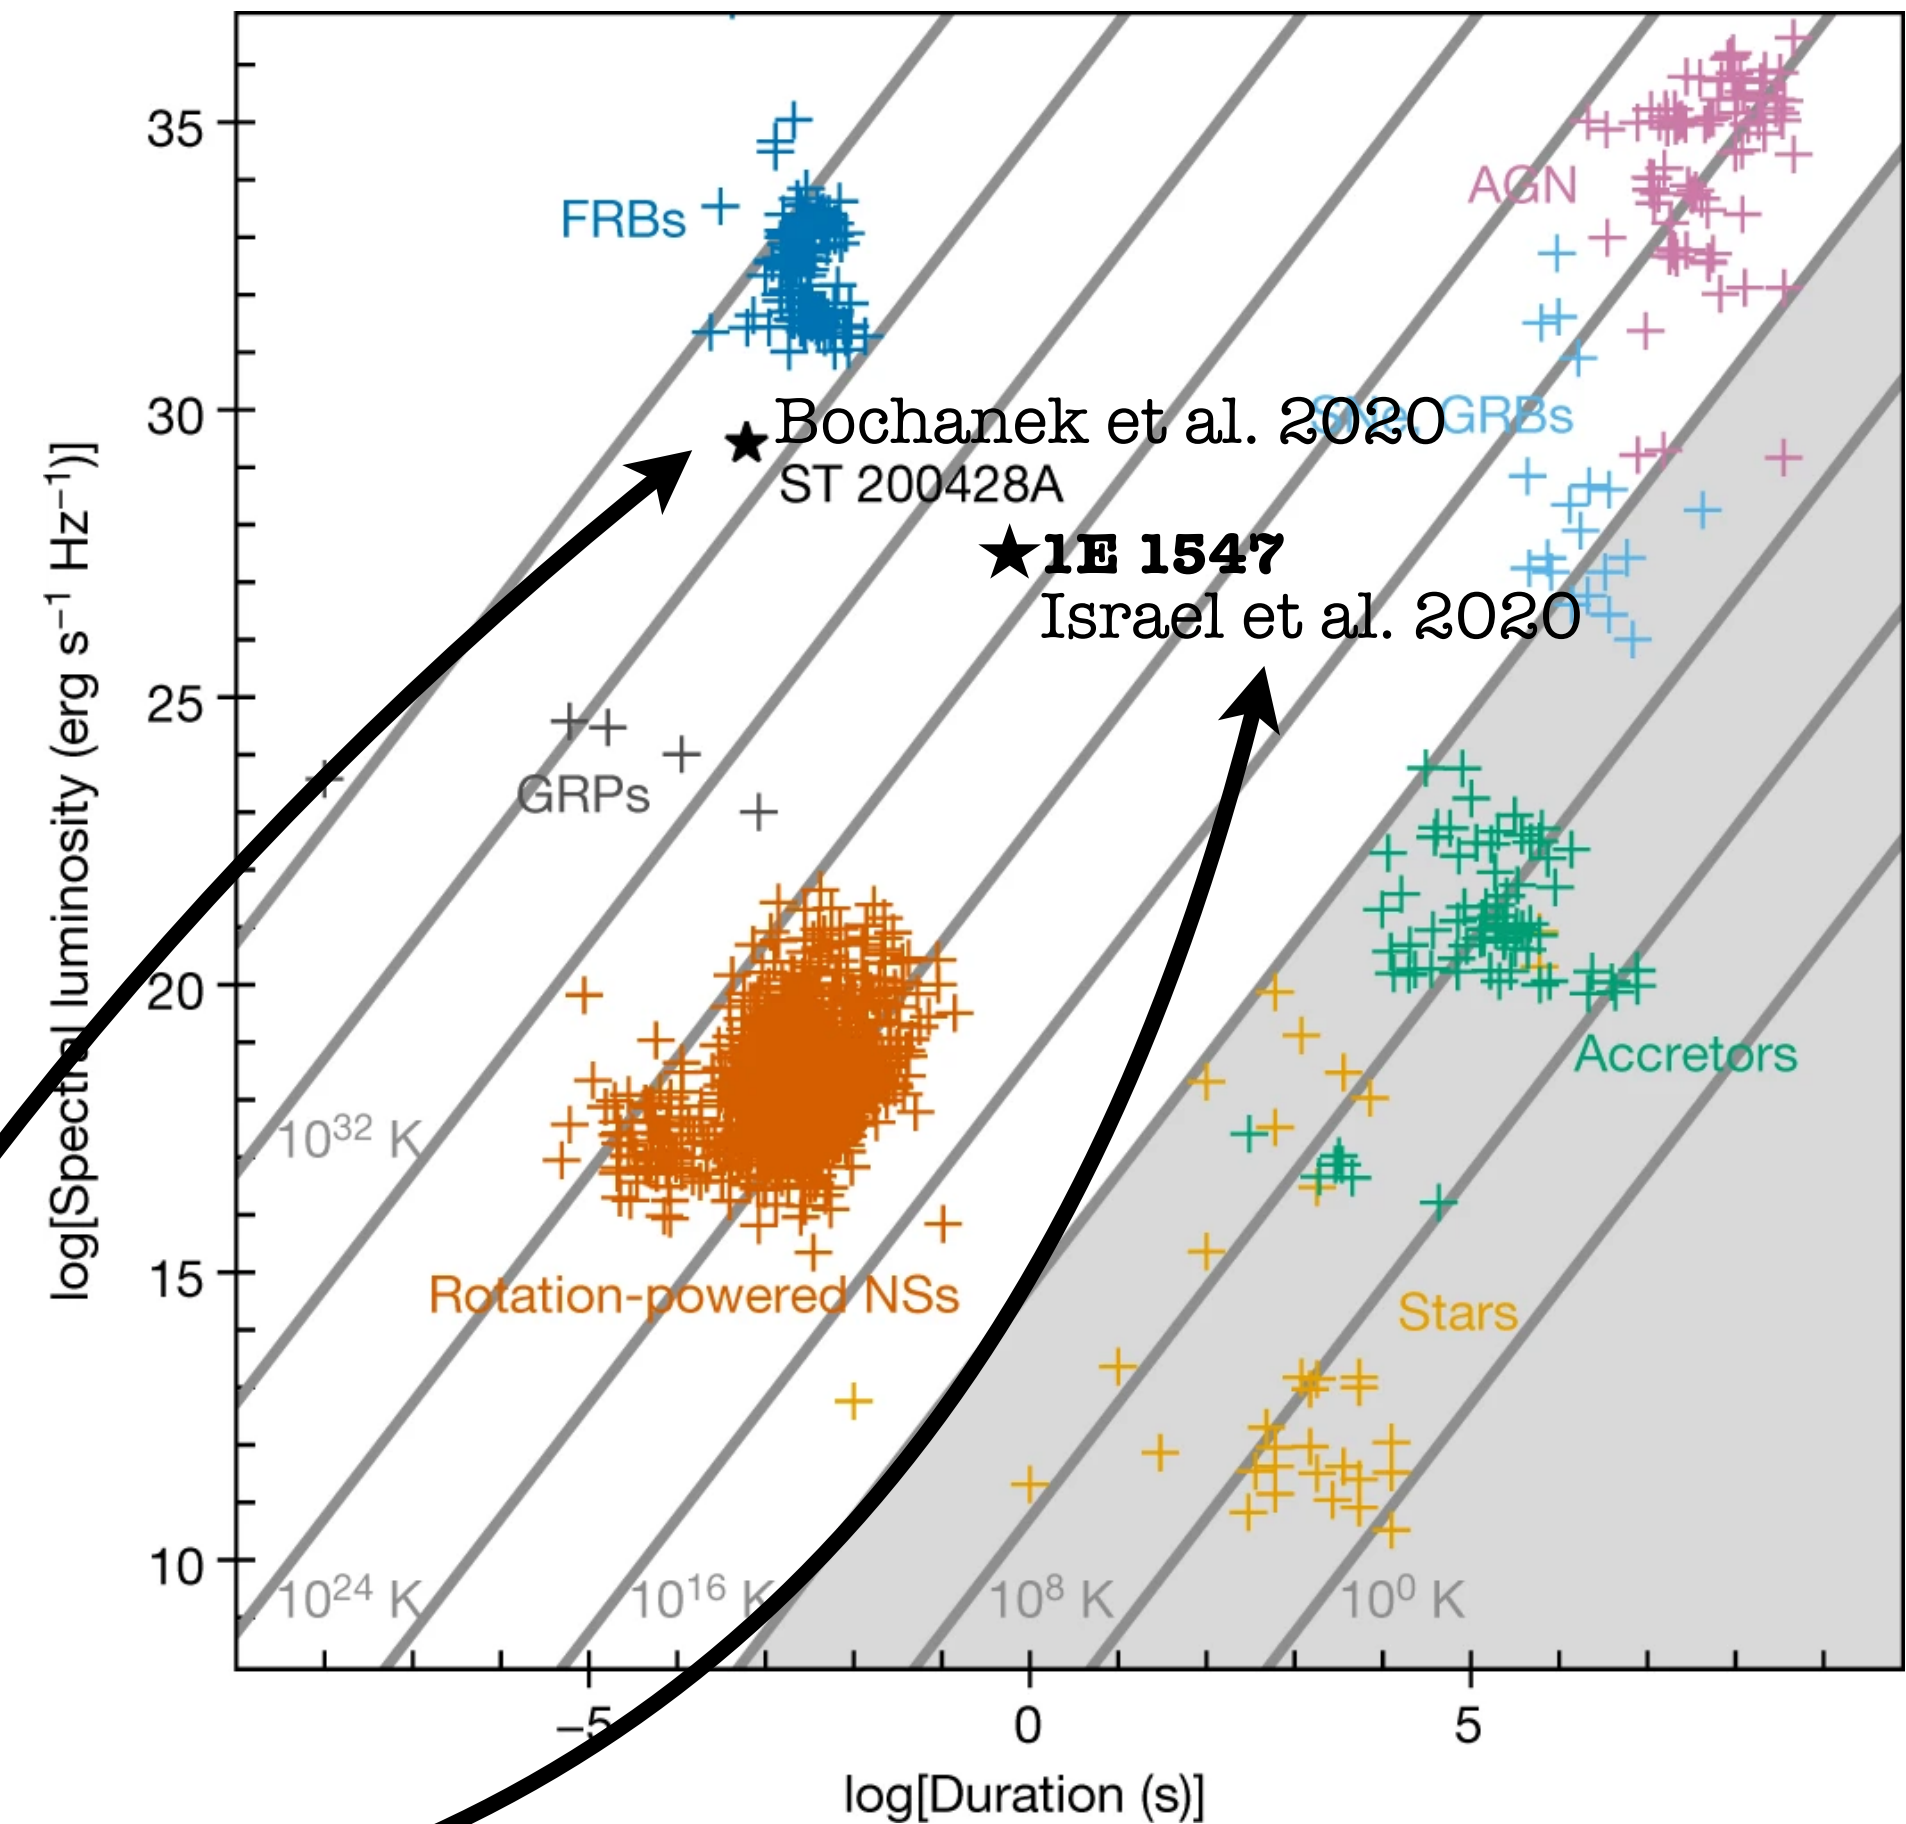 35
30
25
20
15
10
log[Spectral luminosity (erg s⁻¹ Hz⁻¹)]
FRBs
AGN
SNe, GRBs
Bochanek et al. 2020
ST 200428A
1E 1547
Israel et al. 2020
GRPs
Accretors
10³² K
Rotation-powered NSs
Stars
10²⁴ K
10¹⁶ K
10⁸ K
10⁰ K
−5
0
5
log[Duration (s)]